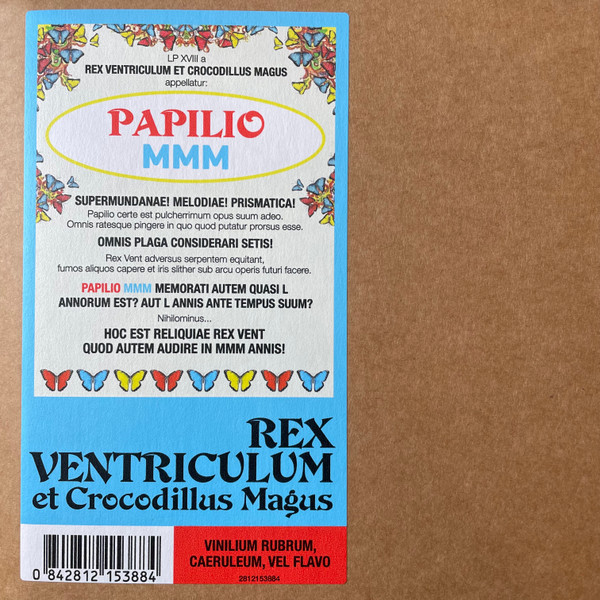 LP XVIII a
REX VENTRICULUM ET CROCODILLUS MAGUS
appellatur:
PAPILIO
MMM
SUPERMUNDANAE! MELODIAE! PRISMATICA!
Papilio certe est pulcherrimum opus suum adeo.
Omnis ratesque pingere in quo quod putatur prorsus esse.
OMNIS PLAGA CONSIDERARI SETIS!
Rex Vent adversus serpentem equitant,
fumos aliquos capere et iris slither sub arcu operis futuri facere.
PAPILIO MMM MEMORATI AUTEM QUASI L
ANNORUM EST? AUT L ANNIS ANTE TEMPUS SUUM?
Nihilominus...
HOC EST RELIQUIAE REX VENT
QUOD AUTEM AUDIRE IN MMM ANNIS!
REX
VENTRICULUM
et Crocodillus Magus
0 842812 153884
VINILIUM RUBRUM,
CAERULEUM, VEL FLAVO
2812153884